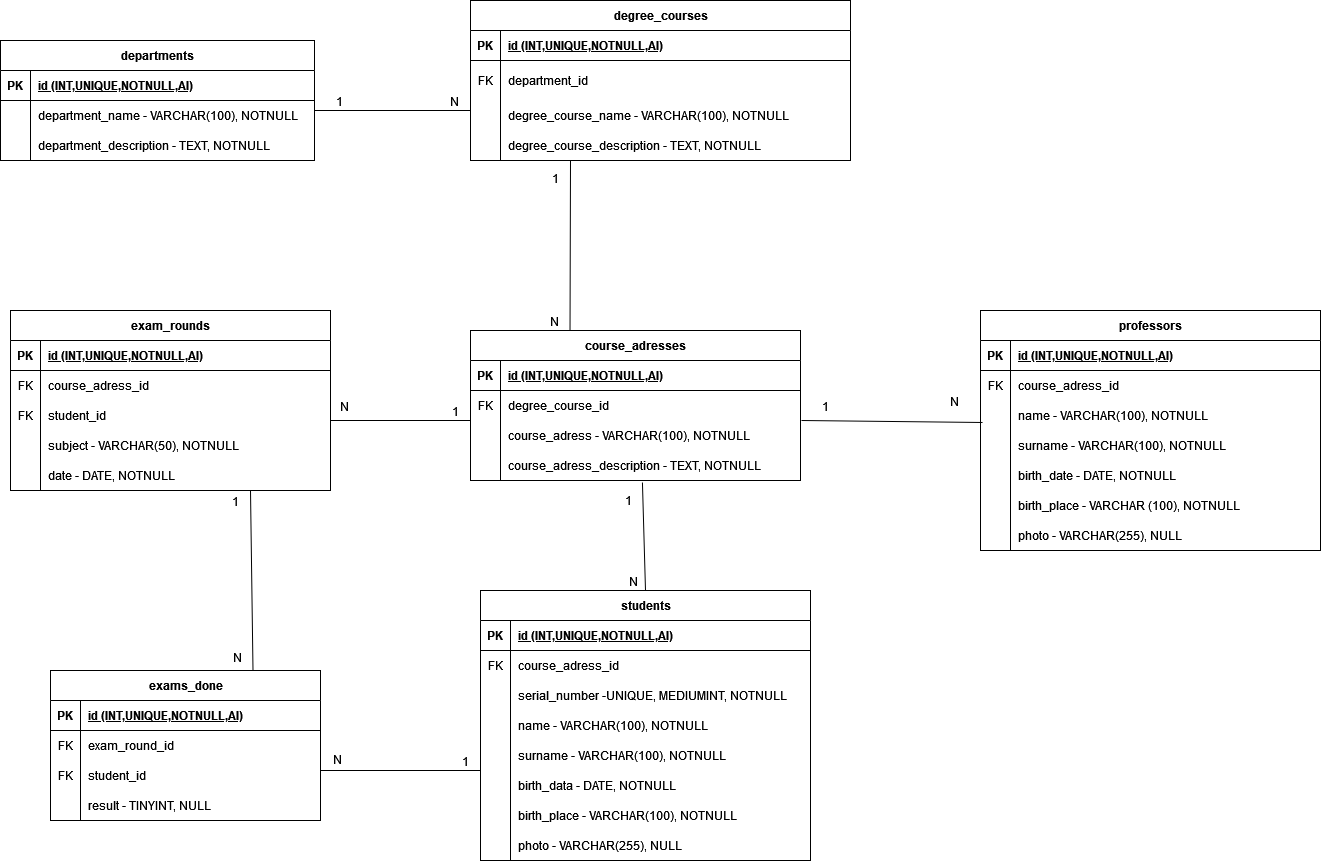 degree_courses
PK id (INT,UNIQUE,NOTNULL,AI)
FK department_id
degree_course_name - VARCHAR(100), NOTNULL
degree_course_description - TEXT, NOTNULL
departments
PK id (INT,UNIQUE,NOTNULL,AI)
department_name - VARCHAR(100), NOTNULL
department_description - TEXT, NOTNULL
1
N
1
N
exam_rounds
PK id (INT,UNIQUE,NOTNULL,AI)
FK course_adress_id
FK student_id
subject - VARCHAR(50), NOTNULL
date - DATE, NOTNULL
N
1
course_adresses
PK id (INT,UNIQUE,NOTNULL,AI)
FK degree_course_id
course_adress - VARCHAR(100), NOTNULL
course_adress_description - TEXT, NOTNULL
1
N
professors
PK id (INT,UNIQUE,NOTNULL,AI)
FK course_adress_id
name - VARCHAR(100), NOTNULL
surname - VARCHAR(100), NOTNULL
birth_date - DATE, NOTNULL
birth_place - VARCHAR (100), NOTNULL
photo - VARCHAR(255), NULL
1
N
1
N
exams_done
PK id (INT,UNIQUE,NOTNULL,AI)
FK exam_round_id
FK student_id
result - TINYINT, NULL
N
1
students
PK id (INT,UNIQUE,NOTNULL,AI)
FK course_adress_id
serial_number -UNIQUE, MEDIUMINT, NOTNULL
name - VARCHAR(100), NOTNULL
surname - VARCHAR(100), NOTNULL
birth_data - DATE, NOTNULL
birth_place - VARCHAR(100), NOTNULL
photo - VARCHAR(255), NULL